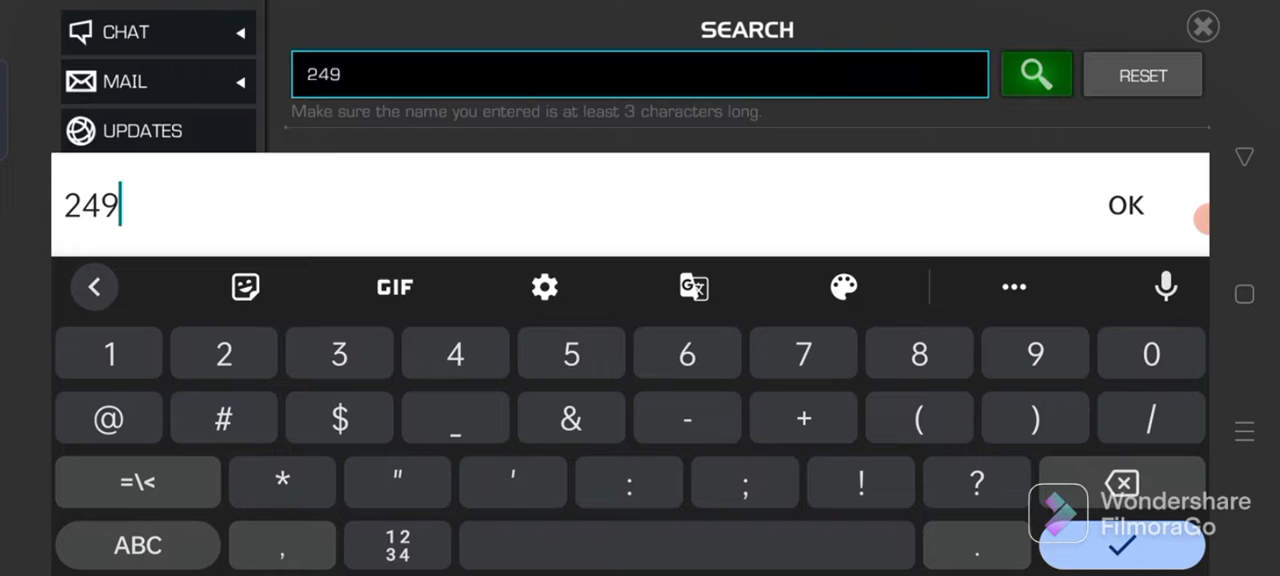 CHAT
SEARCH
249
RESET
MAIL
Make sure the name you entered is at least 3 characters long.
UPDATES
249
OK
GIF
1 2 3 4 5 6 7 8 9 0
@ # $ _ & - + ( ) /
=\< * " ' : ; ! ?
Wondershare
FilmoraGo
ABC , 12 .
34